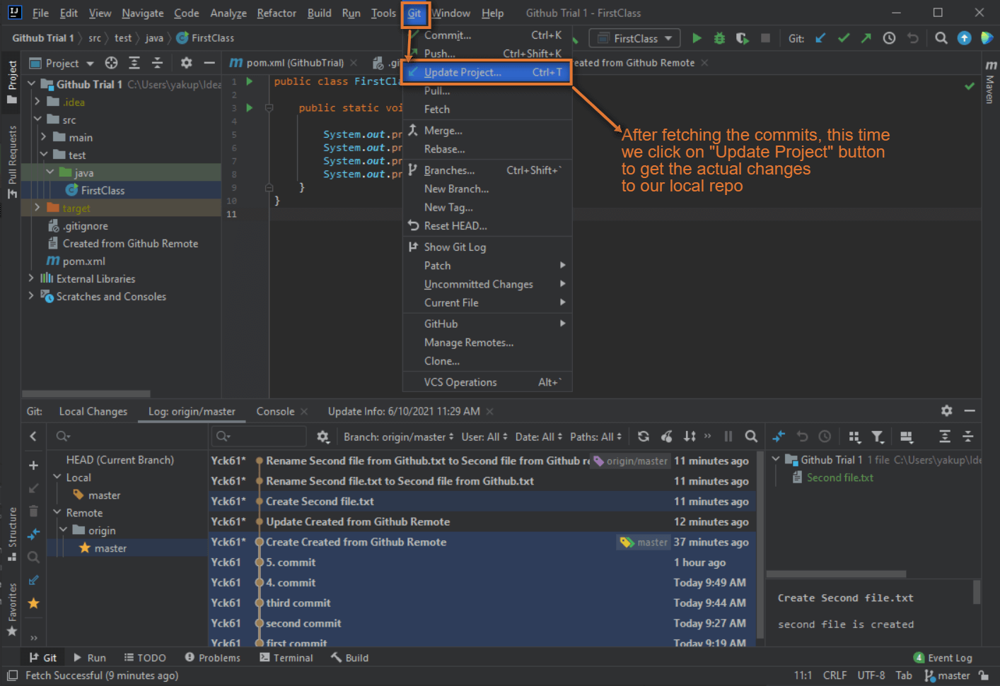 File Edit View Navigate Code Analyze Refactor Build Run Tools Git Window Help Github Trial 1 - FirstClass
Github Trial 1 src test java FirstClass
FirstClass Git:
Project
pom.xml (GithubTrial)
.gi
reated from Github Remote
Project
Pull Requests
Structure
Favorites
Maven
Github Trial 1 C:\Users\yakup\Idea
.idea
src
main
test
java
FirstClass
target
.gitignore
Created from Github Remote
pom.xml
External Libraries
Scratches and Consoles
1 public class FirstCla
2
3 public static voi
4
5 System.out.pr
6 System.out.pr
7 System.out.pr
8 System.out.pr
9 }
10 }
11
Commit... Ctrl+K
Push... Ctrl+Shift+K
Update Project... Ctrl+T
Pull...
Fetch
Merge...
Rebase...
Branches... Ctrl+Shift+`
New Branch...
New Tag...
Reset HEAD...
Show Git Log
Patch
Uncommitted Changes
Current File
GitHub
Manage Remotes...
Clone...
VCS Operations Alt+`
After fetching the commits, this time
we click on "Update Project" button
to get the actual changes
to our local repo
Git: Local Changes Log: origin/master Console Update Info: 6/10/2021 11:29 AM
Branch: origin/master User: All Date: All Paths: All
HEAD (Current Branch)
Local
master
Remote
origin
master
Yck61* Rename Second file from Github.txt to Second file from Github re origin/master 11 minutes ago
Yck61* Rename Second file.txt to Second file from Github.txt 11 minutes ago
Yck61* Create Second file.txt 11 minutes ago
Yck61* Update Created from Github Remote 12 minutes ago
Yck61* Create Created from Github Remote master 37 minutes ago
Yck61 5. commit 1 hour ago
Yck61 4. commit Today 9:49 AM
Yck61 third commit Today 9:44 AM
Yck61 second commit Today 9:27 AM
Yck61 first commit Today 9:19 AM
Github Trial 1 1 file C:\Users\yakup\Ide
Second file.txt
Create Second file.txt
second file is created
Git Run TODO Problems Terminal Build 4 Event Log
Fetch Successful (9 minutes ago) 11:1 CRLF UTF-8 Tab master